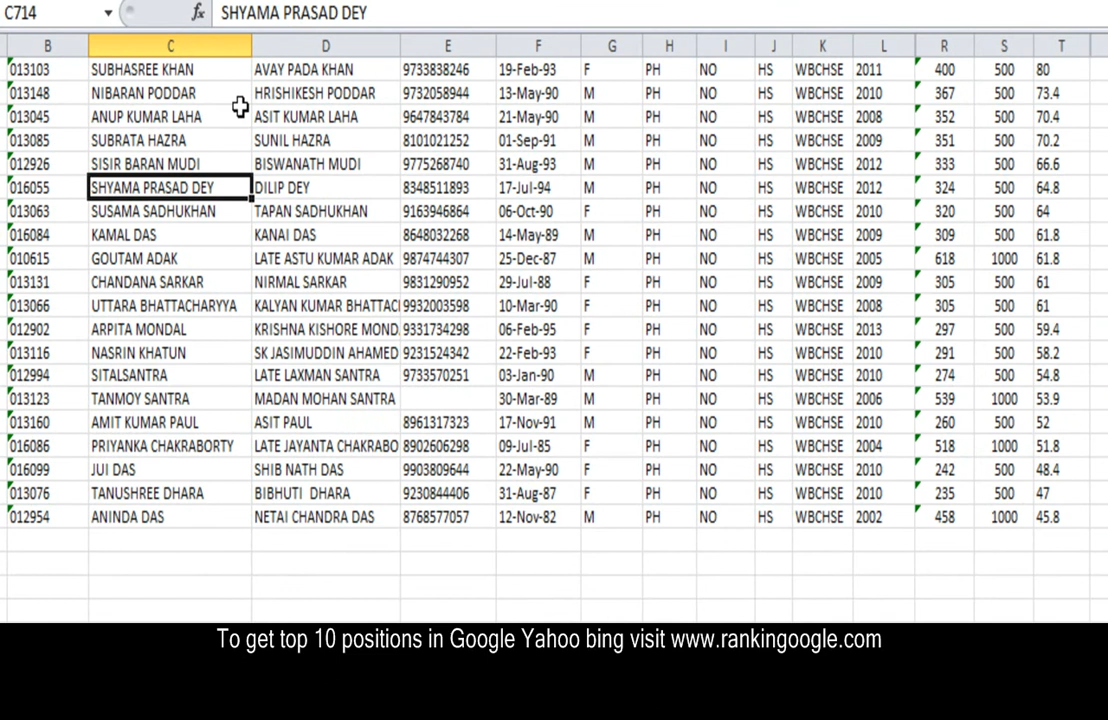 C714 fx SHYAMA PRASAD DEY
B C D E F G H I J K L R S T
013103 SUBHASREE KHAN AVAY PADA KHAN 9733838246 19-Feb-93 F PH NO HS WBCHSE 2011 400 500 80
013148 NIBARAN PODDAR HRISHIKESH PODDAR 9732058944 13-May-90 M PH NO HS WBCHSE 2010 367 500 73.4
013045 ANUP KUMAR LAHA ASIT KUMAR LAHA 9647843784 21-May-90 M PH NO HS WBCHSE 2008 352 500 70.4
013085 SUBRATA HAZRA SUNIL HAZRA 8101021252 01-Sep-91 M PH NO HS WBCHSE 2009 351 500 70.2
012926 SISIR BARAN MUDI BISWANATH MUDI 9775268740 31-Aug-93 M PH NO HS WBCHSE 2012 333 500 66.6
016055 SHYAMA PRASAD DEY DILIP DEY 8348511893 17-Jul-94 M PH NO HS WBCHSE 2012 324 500 64.8
013063 SUSAMA SADHUKHAN TAPAN SADHUKHAN 9163946864 06-Oct-90 F PH NO HS WBCHSE 2010 320 500 64
016084 KAMAL DAS KANAI DAS 8648032268 14-May-89 M PH NO HS WBCHSE 2009 309 500 61.8
010615 GOUTAM ADAK LATE ASTU KUMAR ADAK 9874744307 25-Dec-87 M PH NO HS WBCHSE 2005 618 1000 61.8
013131 CHANDANA SARKAR NIRMAL SARKAR 9831290952 29-Jul-88 F PH NO HS WBCHSE 2009 305 500 61
013066 UTTARA BHATTACHARYYA KALYAN KUMAR BHATTAC 9932003598 10-Mar-90 F PH NO HS WBCHSE 2008 305 500 61
012902 ARPITA MONDAL KRISHNA KISHORE MOND 9331734298 06-Feb-95 F PH NO HS WBCHSE 2013 297 500 59.4
013116 NASRIN KHATUN SK JASIMUDDIN AHAMED 9231524342 22-Feb-93 F PH NO HS WBCHSE 2010 291 500 58.2
012994 SITALSANTRA LATE LAXMAN SANTRA 9733570251 03-Jan-90 M PH NO HS WBCHSE 2010 274 500 54.8
013123 TANMOY SANTRA MADAN MOHAN SANTRA 30-Mar-89 M PH NO HS WBCHSE 2006 539 1000 53.9
013160 AMIT KUMAR PAUL ASIT PAUL 8961317323 17-Nov-91 M PH NO HS WBCHSE 2010 260 500 52
016086 PRIYANKA CHAKRABORTY LATE JAYANTA CHAKRABO 8902606298 09-Jul-85 F PH NO HS WBCHSE 2004 518 1000 51.8
016099 JUI DAS SHIB NATH DAS 9903809644 22-May-90 F PH NO HS WBCHSE 2010 242 500 48.4
013076 TANUSHREE DHARA BIBHUTI DHARA 9230844406 31-Aug-87 F PH NO HS WBCHSE 2010 235 500 47
012954 ANINDA DAS NETAI CHANDRA DAS 8768577057 12-Nov-82 M PH NO HS WBCHSE 2002 458 1000 45.8
To get top 10 positions in Google Yahoo bing visit www.rankingoogle.com